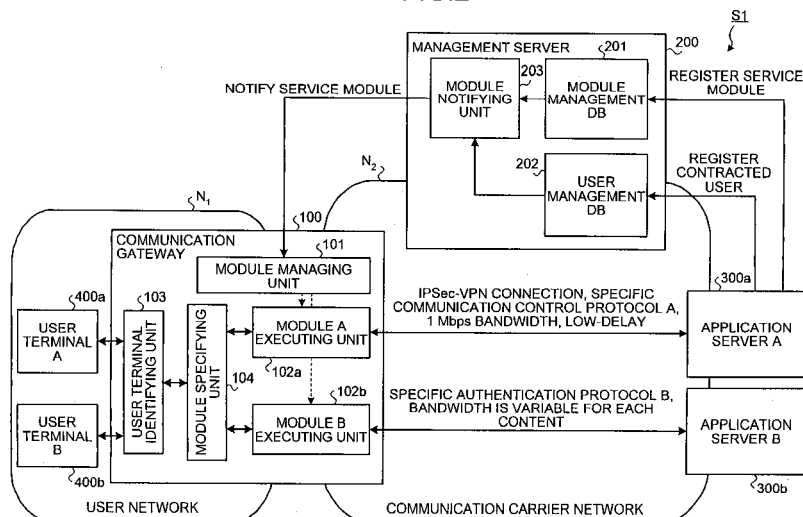 S1
MANAGEMENT SERVER
200
201
203
MODULE
NOTIFYING
UNIT
MODULE
MANAGEMENT
DB
REGISTER SERVICE
MODULE
NOTIFY SERVICE MODULE
202
USER
MANAGEMENT
DB
REGISTER
CONTRACTED
USER
N2
N1
100
COMMUNICATION
GATEWAY
101
MODULE MANAGING
UNIT
300a
IPSec-VPN CONNECTION, SPECIFIC
COMMUNICATION CONTROL PROTOCOL A,
1 Mbps BANDWIDTH, LOW-DELAY
400a
USER
TERMINAL
A
103
USER TERMINAL
IDENTIFYING UNIT
MODULE SPECIFYING
UNIT
104
MODULE A
EXECUTING UNIT
102a
APPLICATION
SERVER A
102b
MODULE B
EXECUTING UNIT
SPECIFIC AUTHENTICATION PROTOCOL B,
BANDWIDTH IS VARIABLE FOR EACH
CONTENT
USER
TERMINAL
B
400b
APPLICATION
SERVER B
300b
USER NETWORK
COMMUNICATION CARRIER NETWORK